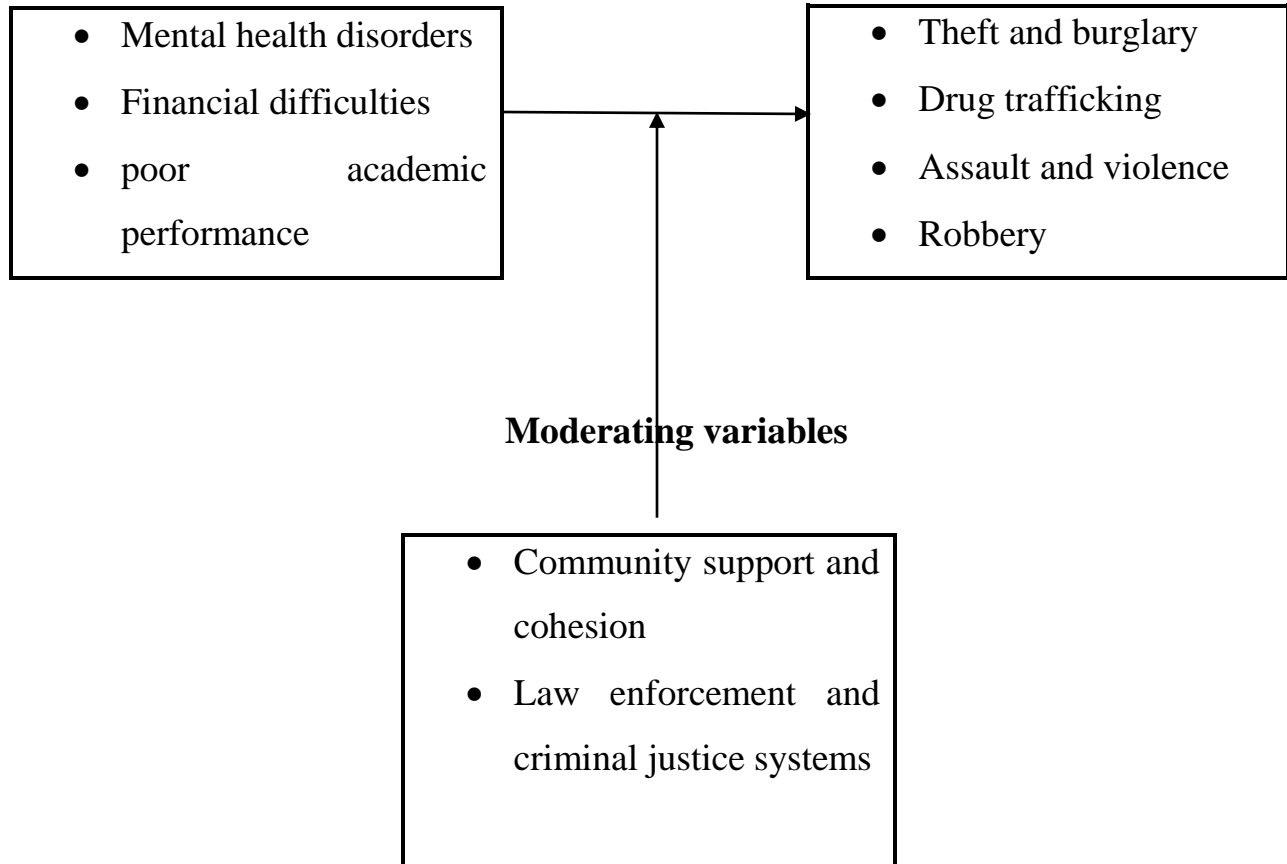 • Mental health disorders
• Financial difficulties
• poor academic
performance
• Theft and burglary
• Drug trafficking
• Assault and violence
• Robbery
Moderating variables
• Community support and
cohesion
• Law enforcement and
criminal justice systems